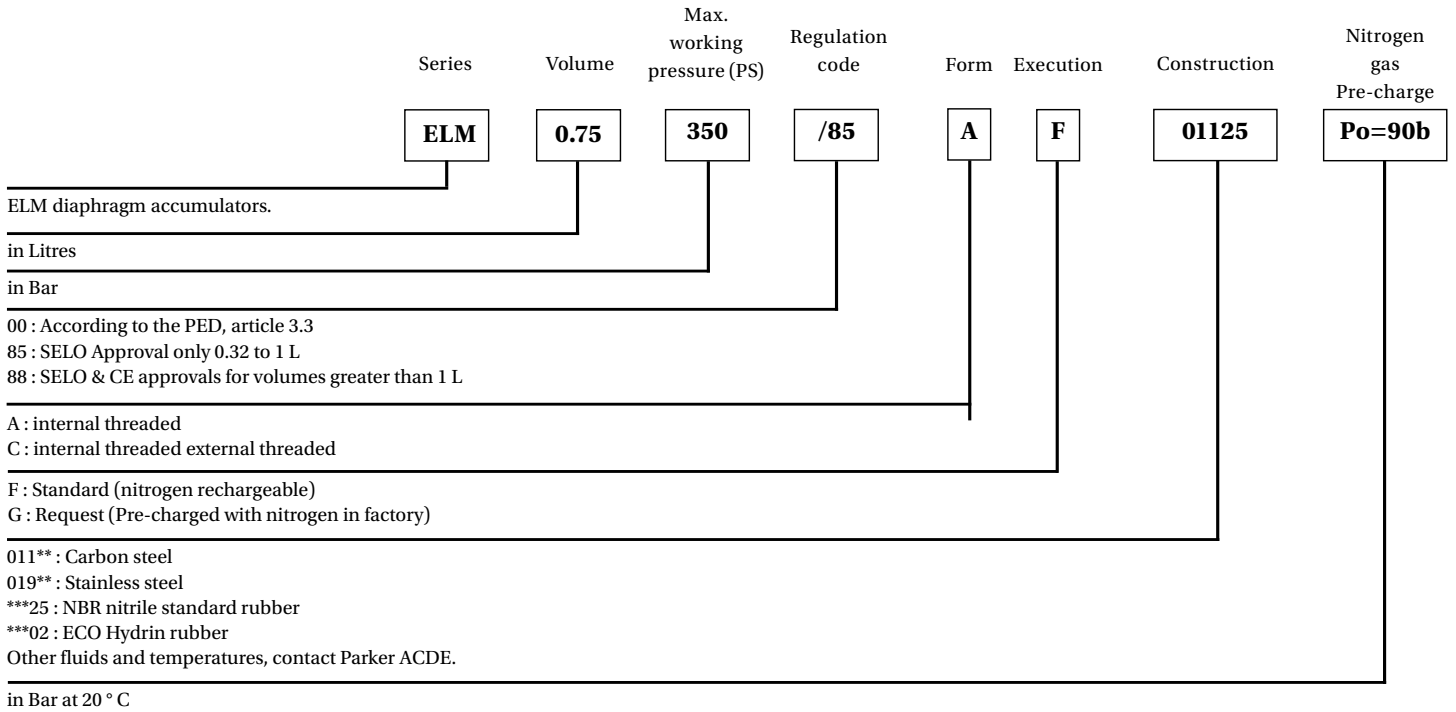 Series
Volume
Max.
working
pressure (PS)
Regulation
code
Form
Execution
Construction
Nitrogen
gas
Pre-charge
ELM
0.75
350
/85
A
F
01125
Po=90b
ELM diaphragm accumulators.
in Litres
in Bar
00 : According to the PED, article 3.3
85 : SELO Approval only 0.32 to 1 L
88 : SELO & CE approvals for volumes greater than 1 L
A : internal threaded
C : internal threaded external threaded
F : Standard (nitrogen rechargeable)
G : Request (Pre-charged with nitrogen in factory)
011** : Carbon steel
019** : Stainless steel
***25 : NBR nitrile standard rubber
***02 : ECO Hydrin rubber
Other fluids and temperatures, contact Parker ACDE.
in Bar at 20 ° C